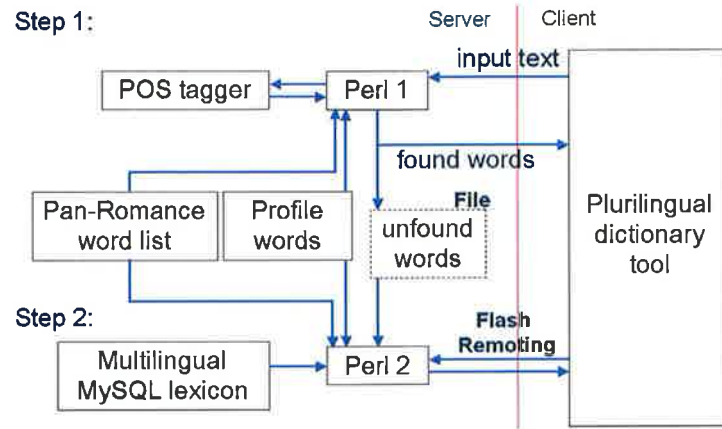 Step 1:
Server
Client
input text
POS tagger
Perl 1
found words
File
Pan-Romance
word list
Profile
words
unfound
words
Plurilingual
dictionary
tool
Step 2:
Flash
Remoting
Multilingual
MySQL lexicon
Perl 2